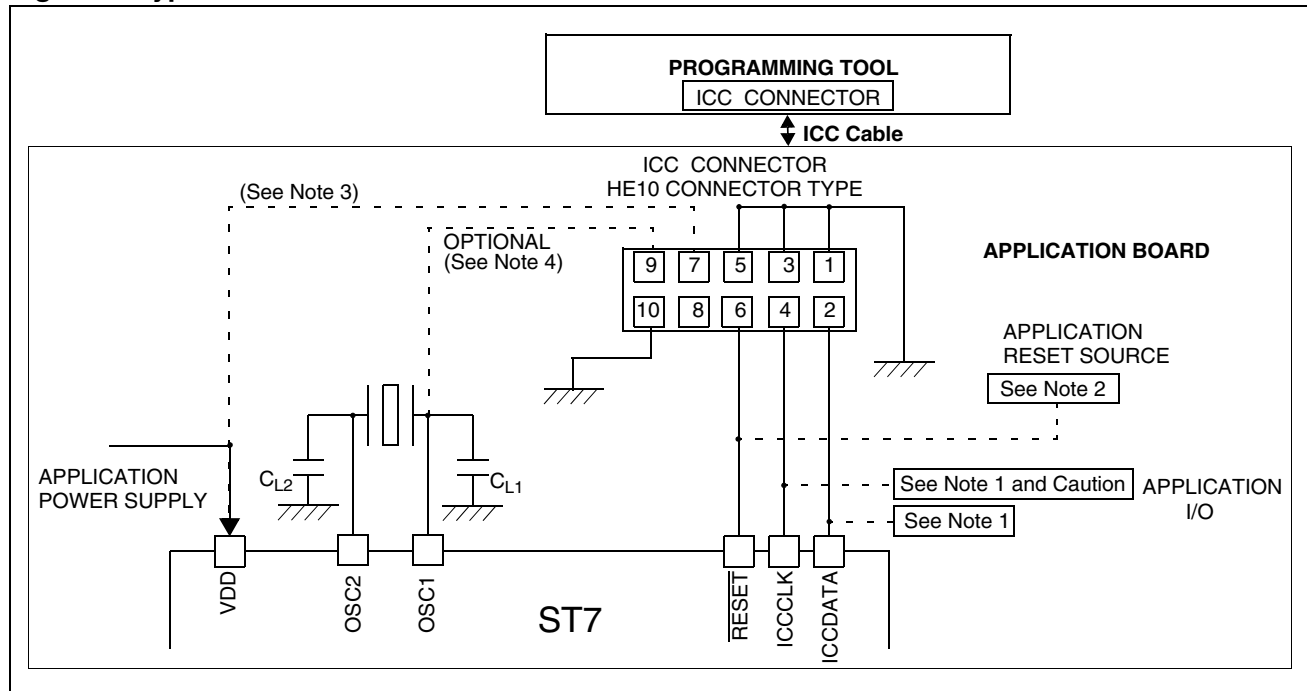 PROGRAMMING TOOL
ICC CONNECTOR
ICC Cable
ICC CONNECTOR
HE10 CONNECTOR TYPE
(See Note 3)
OPTIONAL
(See Note 4)
APPLICATION BOARD
9 7 5 3 1
10 8 6 4 2
APPLICATION
RESET SOURCE
See Note 2
APPLICATION
POWER SUPPLY
CL2
CL1
See Note 1 and Caution
See Note 1
APPLICATION
I/O
VDD
OSC2
OSC1
ST7
RESET
ICCCLK
ICCDATA